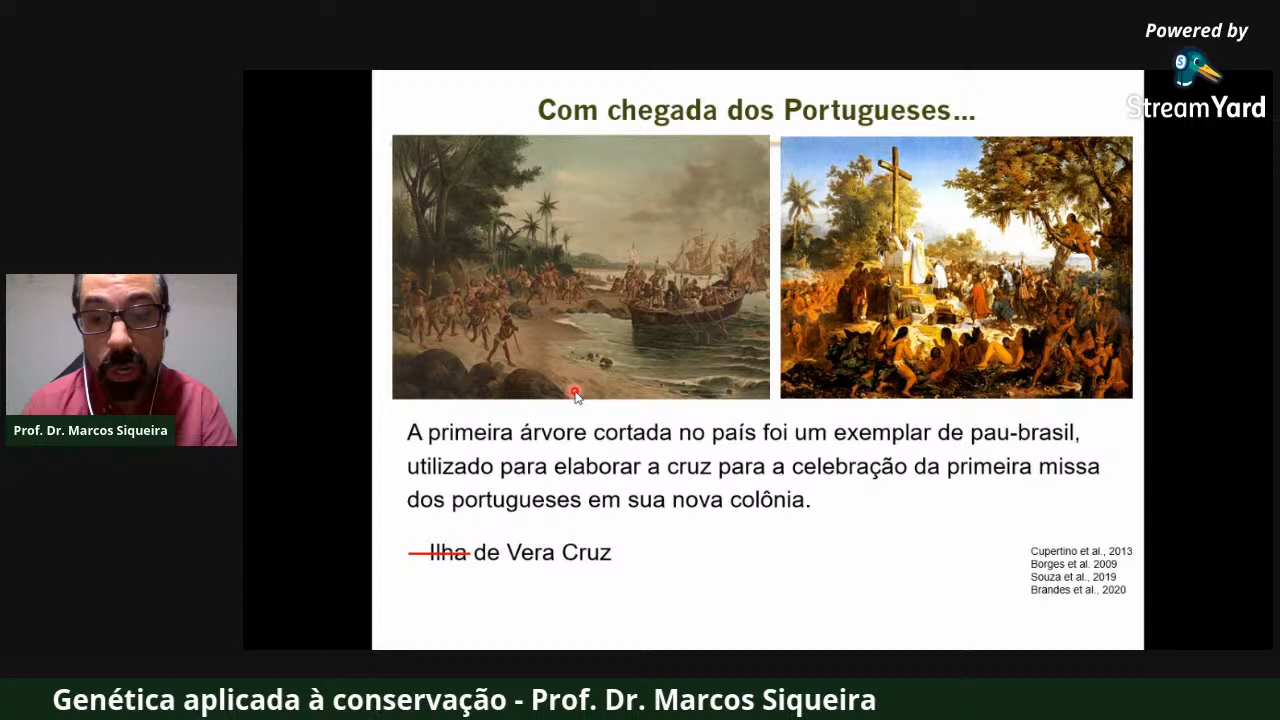 Powered by
StreamYard
Com chegada dos Portugueses...
A primeira árvore cortada no país foi um exemplar de pau-brasil,
utilizado para elaborar a cruz para a celebração da primeira missa
dos portugueses em sua nova colônia.
Ilha de Vera Cruz
Cupertino et al., 2013
Borges et al. 2009
Souza et al., 2019
Brandes et al., 2020
Prof. Dr. Marcos Siqueira
Genética aplicada à conservação - Prof. Dr. Marcos Siqueira